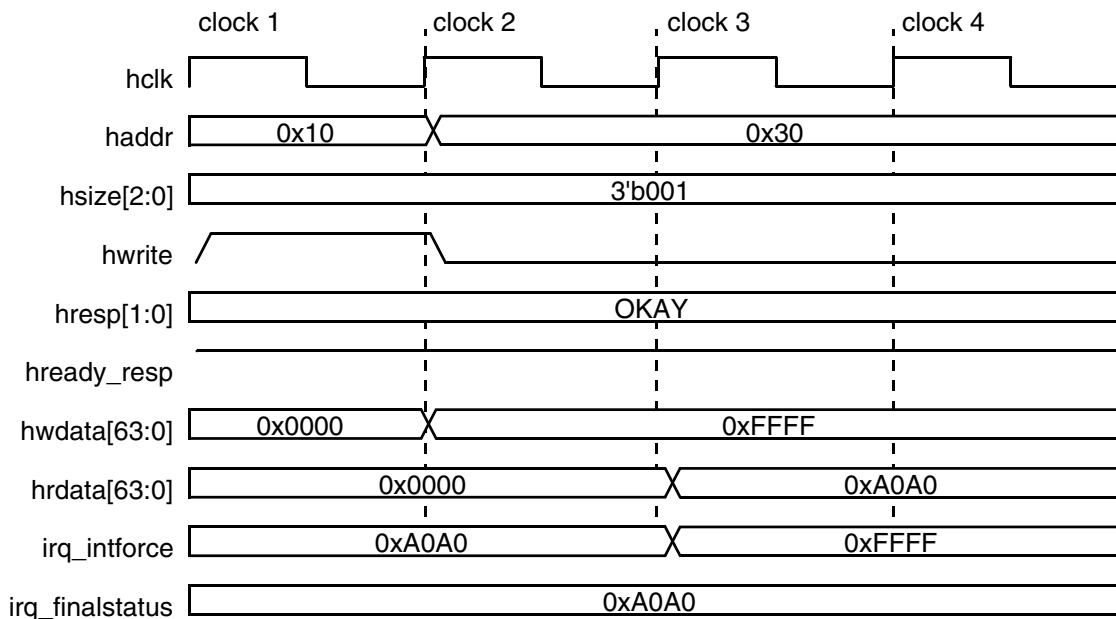 clock 1 clock 2 clock 3 clock 4
hclk
haddr 0x10 0x30
hsize[2:0] 3'b001
hwrite
hresp[1:0] OKAY
hready_resp
hwdata[63:0] 0x0000 0xFFFF
hrdata[63:0] 0x0000 0xA0A0
irq_intforce 0xA0A0 0xFFFF
irq_finalstatus 0xA0A0